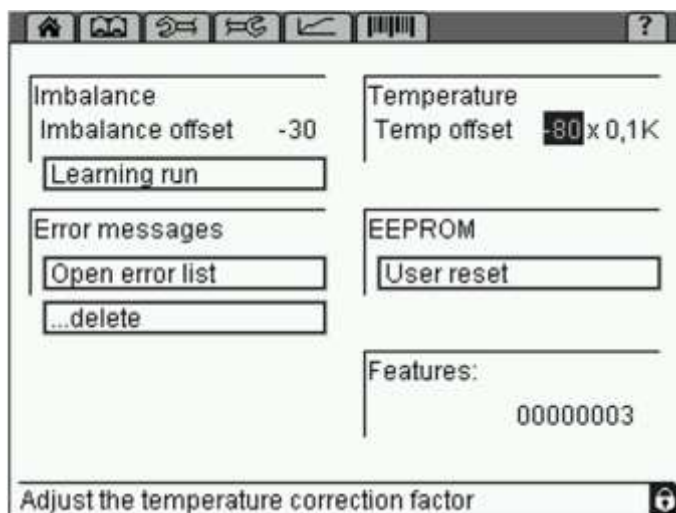 ?
Imbalance
Imbalance offset -30
Learning run
Temperature
Temp offset -80 x 0,1K
Error messages
Open error list
...delete
EEPROM
User reset
Features:
00000003
Adjust the temperature correction factor